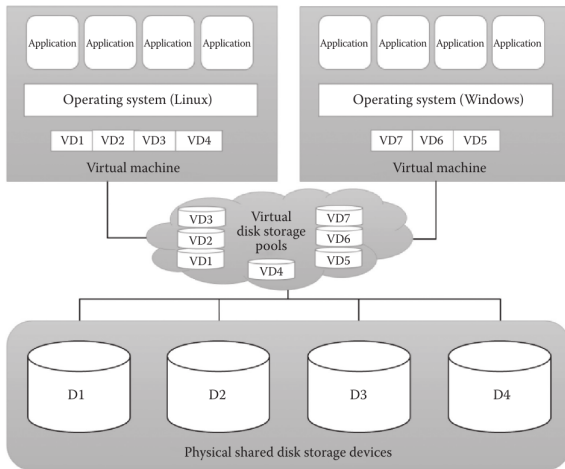 Application Application Application Application
Operating system (Linux)
VD1 VD2 VD3 VD4
Virtual machine
Application Application Application Application
Operating system (Windows)
VD7 VD6 VD5
Virtual machine
VD3
VD2
VD1
Virtual
disk storage
pools
VD4
VD7
VD6
VD5
D1 D2 D3 D4
Physical shared disk storage devices